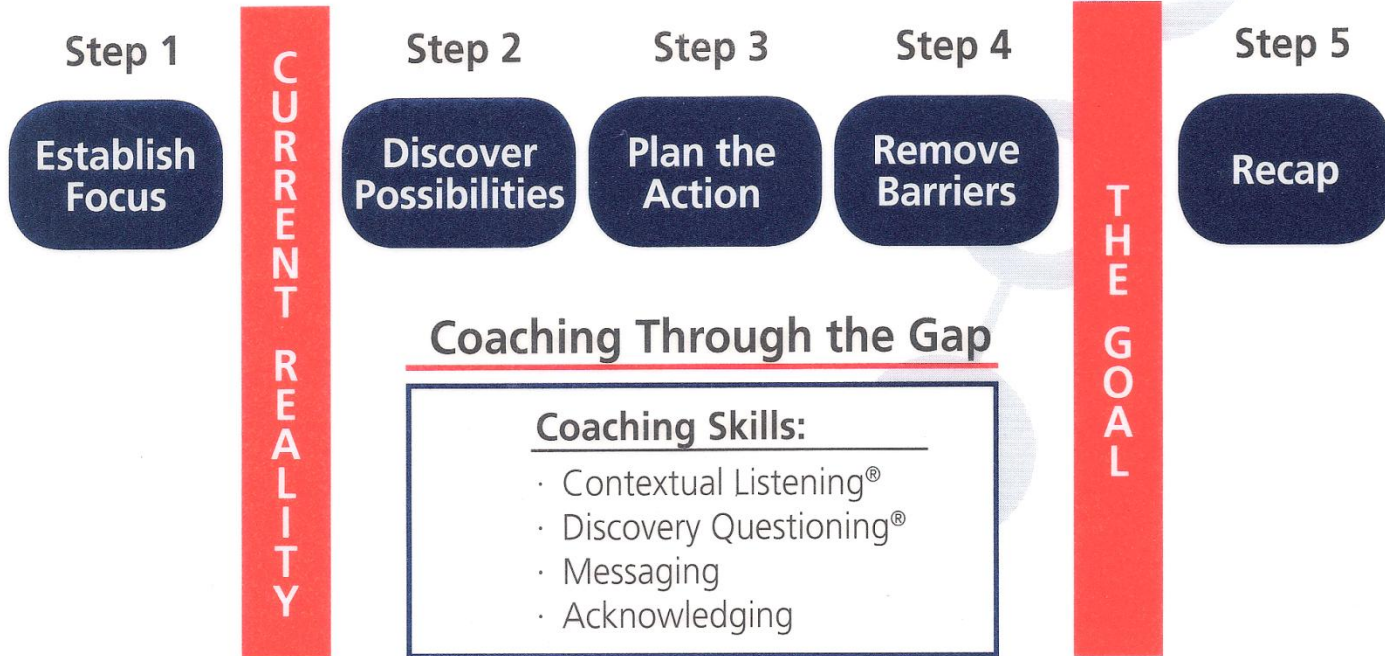 Step 1
Establish
Focus
CURRENT REALITY
Step 2
Discover
Possibilities
Step 3
Plan the
Action
Step 4
Remove
Barriers
THE GOAL
Step 5
Recap
Coaching Through the Gap
Coaching Skills:
· Contextual Listening®
· Discovery Questioning®
· Messaging
· Acknowledging